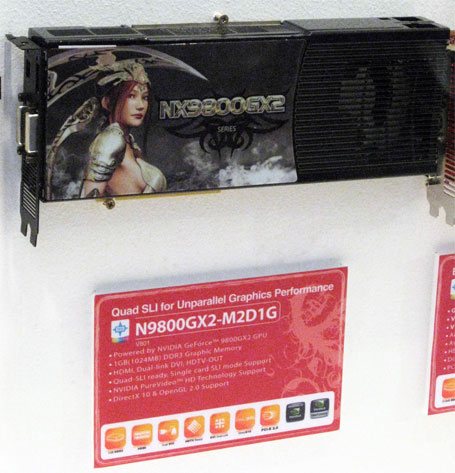 NX9800GX2
SERIES
Quad SLI for Unparallel Graphics Performance
N9800GX2-M2D1G
V801
• Powered by NVIDIA GeForce™ 9800GX2 GPU
• 1GB(1024MB) DDR3 Graphic Memory
• HDMI, Dual-link DVI, HDTV-OUT
• Quad-SLI ready, Single card SLI mode Support
• NVIDIA PureVideo™ HD Technology Support
• DirectX 10 & OpenGL 2.0 Support